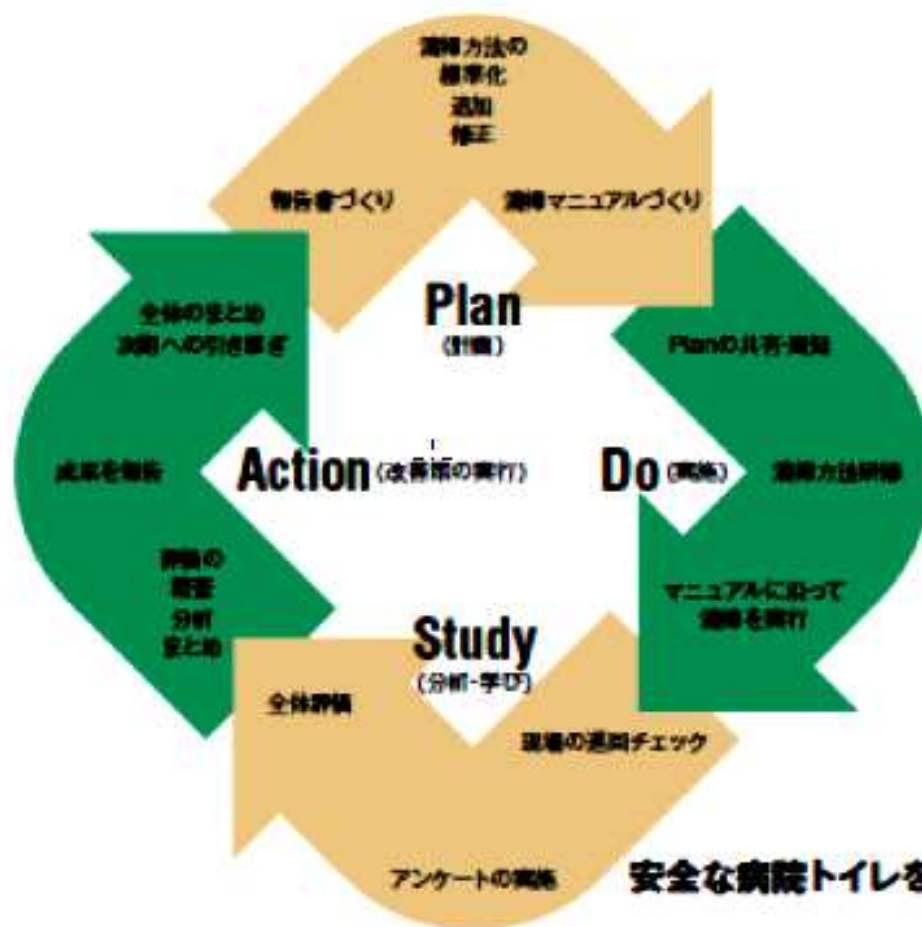 清掃方法の
標準化
追加
修正
報告書づくり
清掃マニュアルづくり
Plan
(計画)
全体のまとめ
次期への引き継ぎ
Planの共有・周知
成果を報告
Action (改善策の実行)
Do (実施)
清掃方法研修
評価の
精査
分析
まとめ
マニュアルに沿って
清掃を実行
Study
(分析・学び)
全体評価
現場の巡回チェック
アンケートの実施
安全な病院トイレを